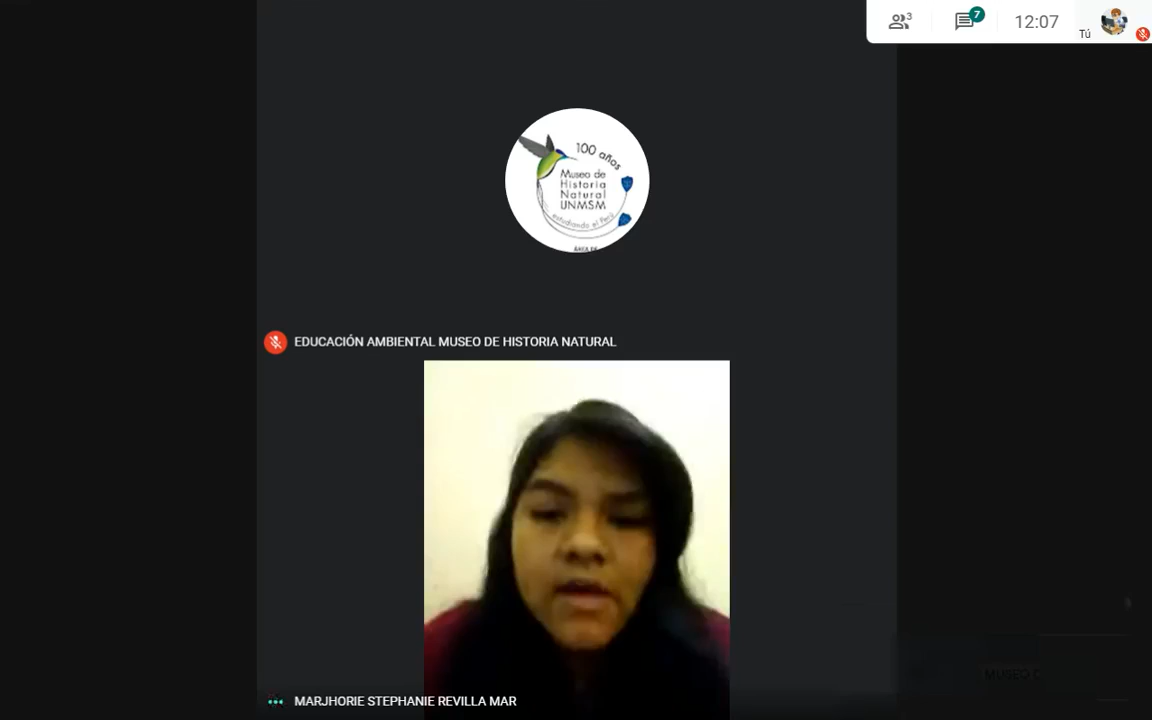 3
7
12:07
Tú
100 años
Museo de
Historia
Natural
UNMSM
estudiando el Perú
EDUCACIÓN AMBIENTAL MUSEO DE HISTORIA NATURAL
MARJHORIE STEPHANIE REVILLA MAR
MUSEO